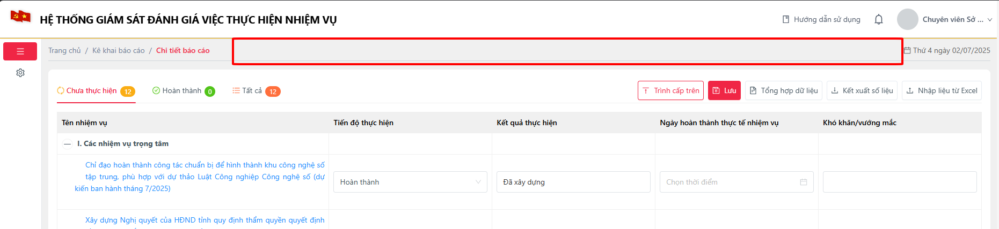 HỆ THỐNG GIÁM SÁT ĐÁNH GIÁ VIỆC THỰC HIỆN NHIỆM VỤ
Hướng dẫn sử dụng
Chuyên viên Sở ...
Trang chủ / Kê khai báo cáo / Chi tiết báo cáo
Thứ 4 ngày 02/07/2025
Chưa thực hiện 12
Hoàn thành 0
Tất cả 12
Trình cấp trên
Lưu
Tổng hợp dữ liệu
Kết xuất số liệu
Nhập liệu từ Excel
Tên nhiệm vụ
Tiến độ thực hiện
Kết quả thực hiện
Ngày hoàn thành thực tế nhiệm vụ
Khó khăn/vướng mắc
I. Các nhiệm vụ trọng tâm
Chỉ đạo hoàn thành công tác chuẩn bị để hình thành khu công nghệ số
tập trung, phù hợp với dự thảo Luật Công nghiệp Công nghệ số (dự
kiến ban hành tháng 7/2025)
Hoàn thành
Đã xây dựng
Chọn thời điểm
Xây dựng Nghị quyết của HĐND tỉnh quy định thẩm quyền quyết định